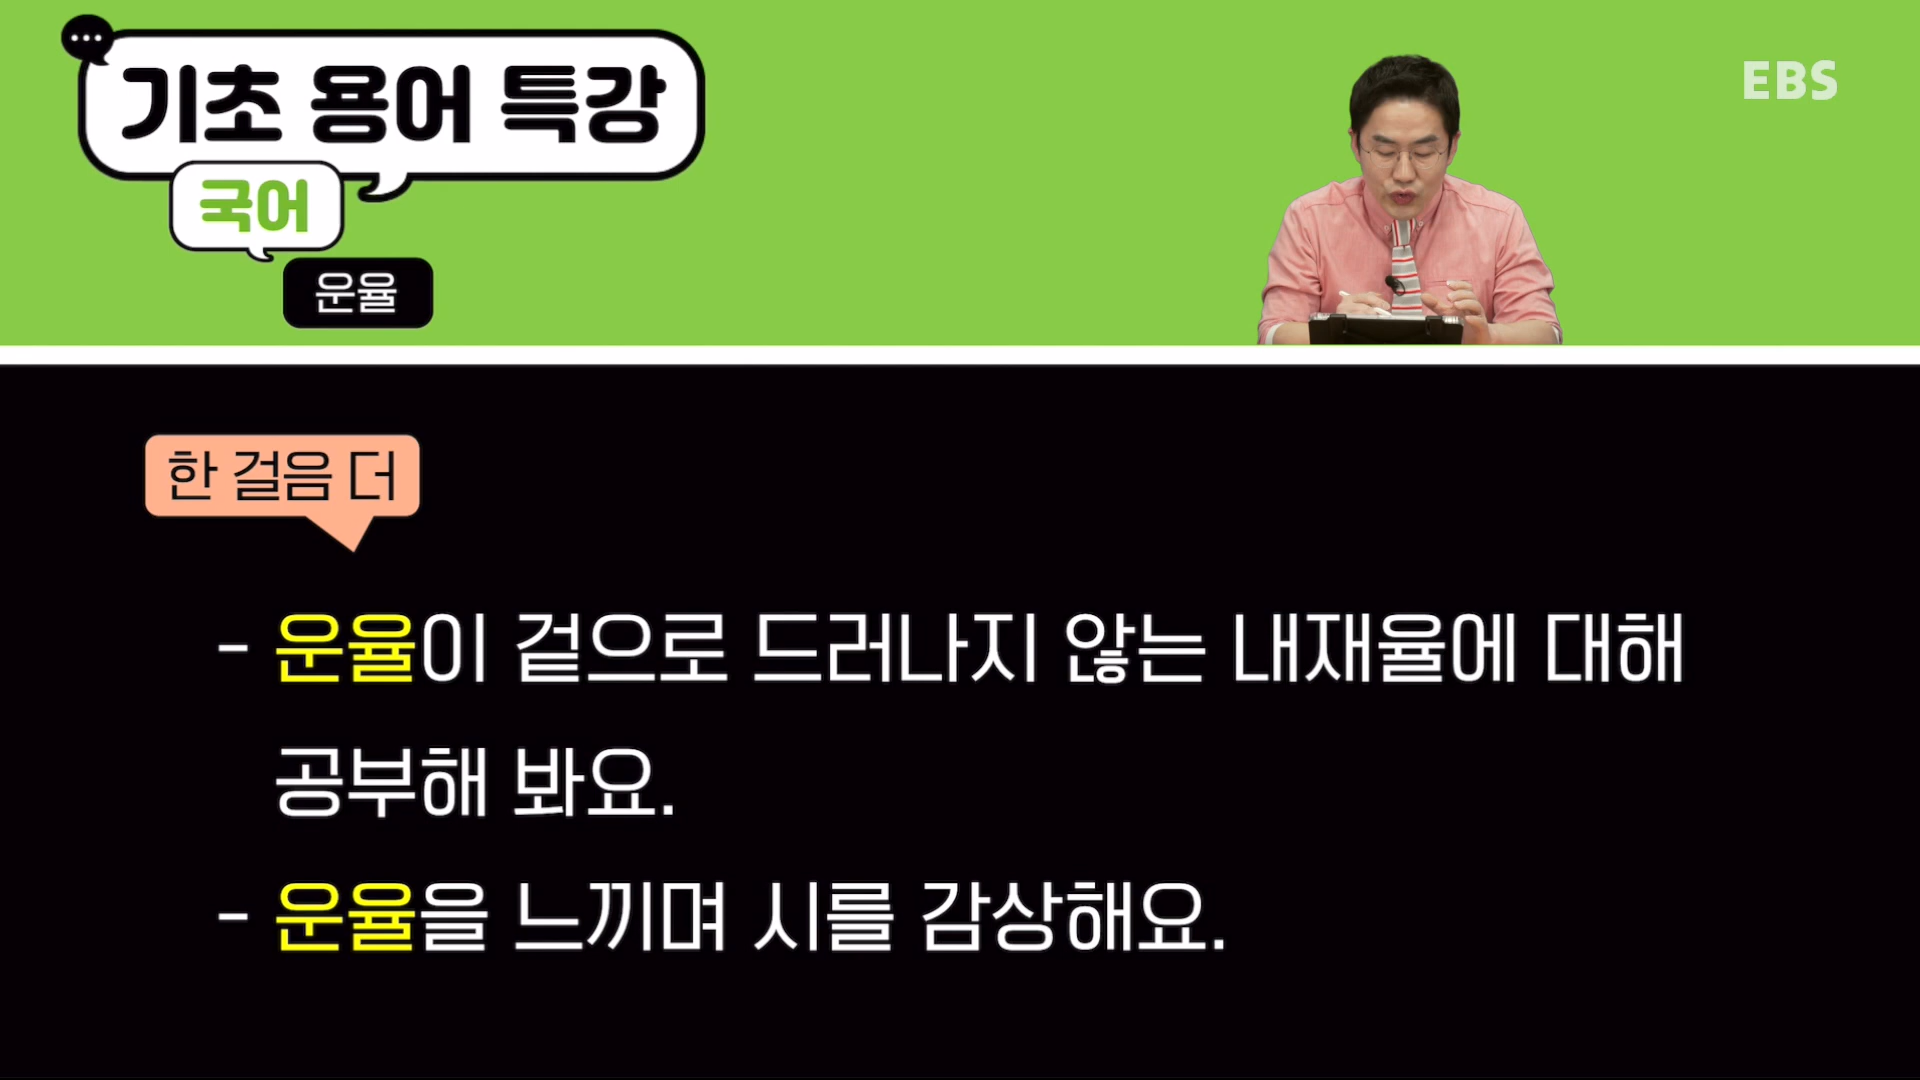 기초 용어 특강
EBS
국어
운율
한 걸음 더
- 운율이 겉으로 드러나지 않는 내재율에 대해
공부해 봐요.
- 운율을 느끼며 시를 감상해요.